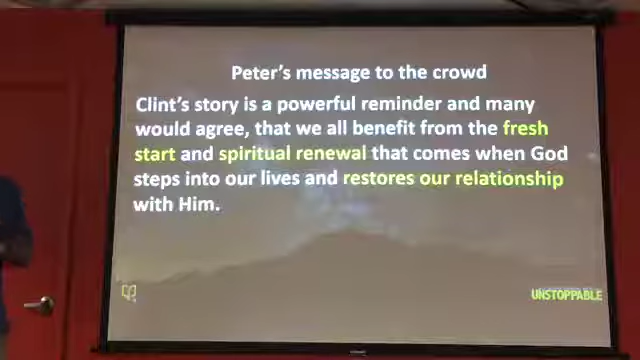 Peter's message to the crowd
Clint's story is a powerful reminder and many
would agree, that we all benefit from the fresh
start and spiritual renewal that comes when God
steps into our lives and restores our relationship
with Him.
UNSTOPPABLE